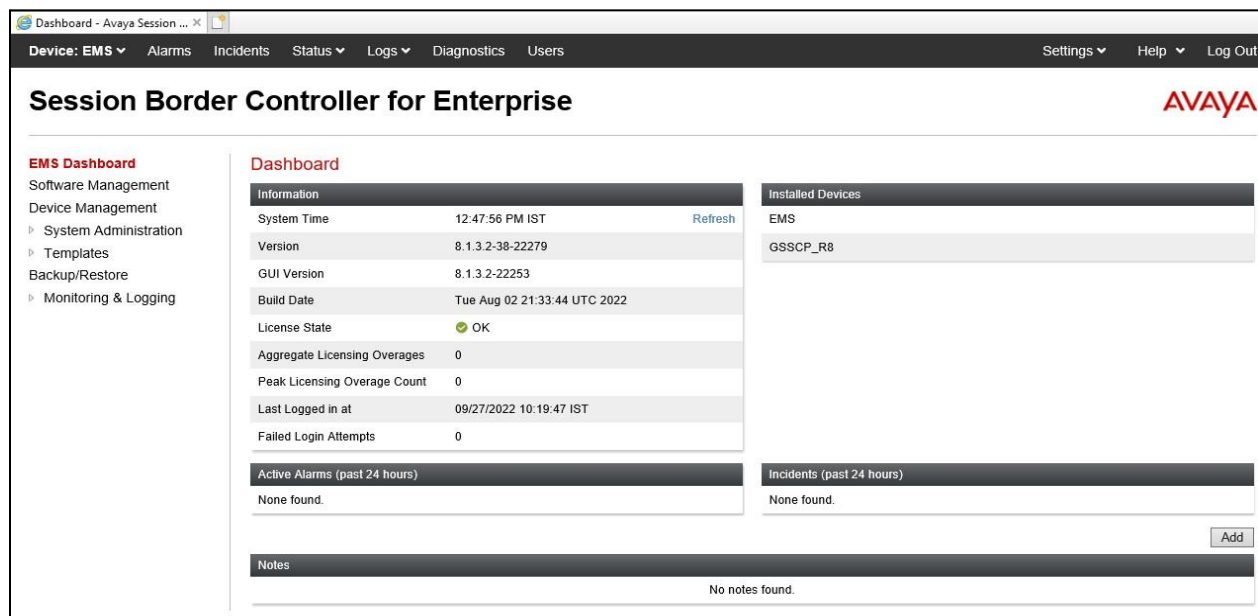 Dashboard - Avaya Session ...
Device: EMS Alarms Incidents Status Logs Diagnostics Users Settings Help Log Out
Session Border Controller for Enterprise
AVAYA
EMS Dashboard
Software Management
Device Management
System Administration
Templates
Backup/Restore
Monitoring & Logging
Dashboard
Information
System Time 12:47:56 PM IST Refresh
Version 8.1.3.2-38-22279
GUI Version 8.1.3.2-22253
Build Date Tue Aug 02 21:33:44 UTC 2022
License State OK
Aggregate Licensing Overages 0
Peak Licensing Overage Count 0
Last Logged in at 09/27/2022 10:19:47 IST
Failed Login Attempts 0
Installed Devices
EMS
GSSCP_R8
Active Alarms (past 24 hours)
None found.
Incidents (past 24 hours)
None found.
Add
Notes
No notes found.